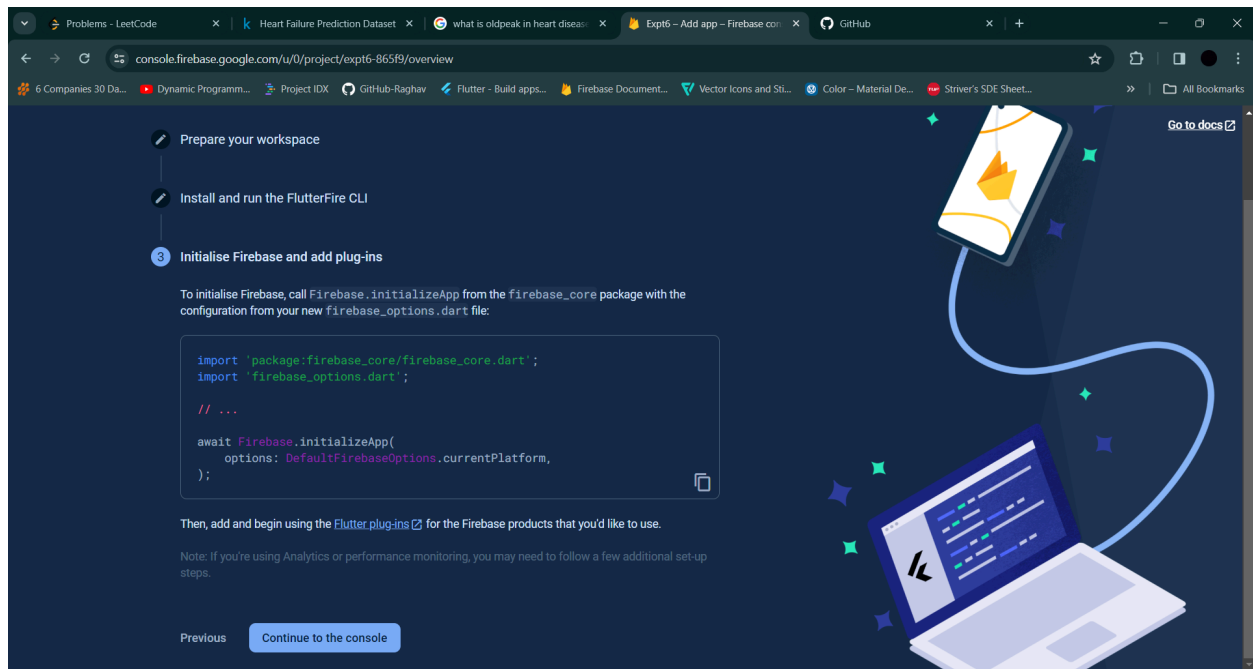 Problems - LeetCode
Heart Failure Prediction Dataset
what is oldpeak in heart disease
Expt6 – Add app – Firebase con
GitHub
console.firebase.google.com/u/0/project/expt6-865f9/overview
6 Companies 30 Da...
Dynamic Programm...
Project IDX
GitHub-Raghav
Flutter - Build apps...
Firebase Document...
Vector Icons and Sti...
Color – Material De...
Striver's SDE Sheet...
»
All Bookmarks
Go to docs
Prepare your workspace
Install and run the FlutterFire CLI
3 Initialise Firebase and add plug-ins
To initialise Firebase, call Firebase.initializeApp from the firebase_core package with the
configuration from your new firebase_options.dart file:
import 'package:firebase_core/firebase_core.dart';
import 'firebase_options.dart';
// ...
await Firebase.initializeApp(
options: DefaultFirebaseOptions.currentPlatform,
);
Then, add and begin using the Flutter plug-ins for the Firebase products that you'd like to use.
Note: If you're using Analytics or performance monitoring, you may need to follow a few additional set-up
steps.
Previous
Continue to the console